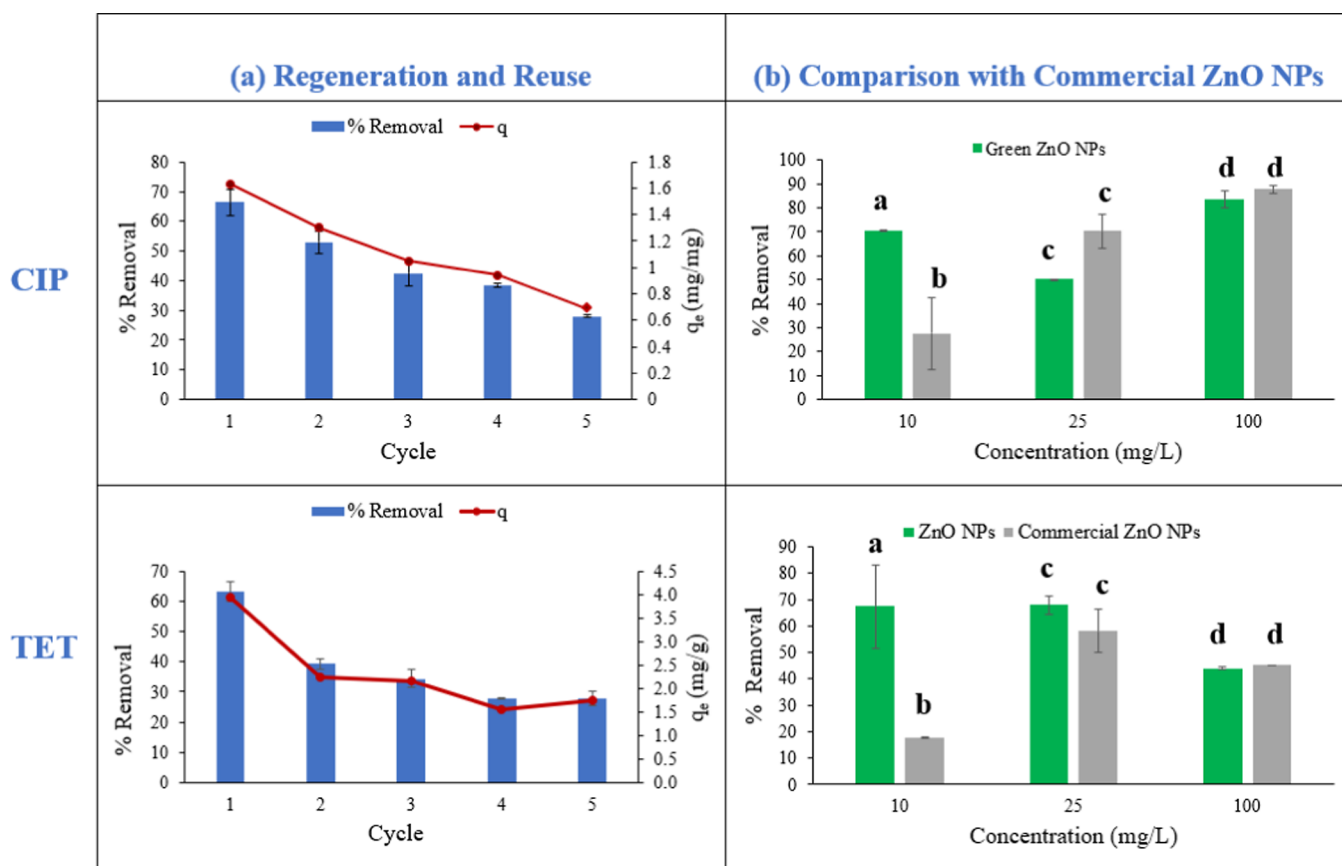 (a) Regeneration and Reuse
(b) Comparison with Commercial ZnO NPs
CIP
% Removal q
80
70
60
50
40
30
20
10
0
% Removal
1.8
1.6
1.4
1.2
1
0.8
0.6
0.4
0.2
0
qe (mg/mg)
1 2 3 4 5
Cycle
Green ZnO NPs
100
90
80
70
60
50
40
30
20
10
0
% Removal
a b c c d d
10 25 100
Concentration (mg/L)
TET
% Removal q
70
60
50
40
30
20
10
0
% Removal
4.5
4.0
3.5
3.0
2.5
2.0
1.5
1.0
0.5
0.0
qe (mg/g)
1 2 3 4 5
Cycle
ZnO NPs Commercial ZnO NPs
90
80
70
60
50
40
30
20
10
0
% Removal
a b c c d d
10 25 100
Concentration (mg/L)